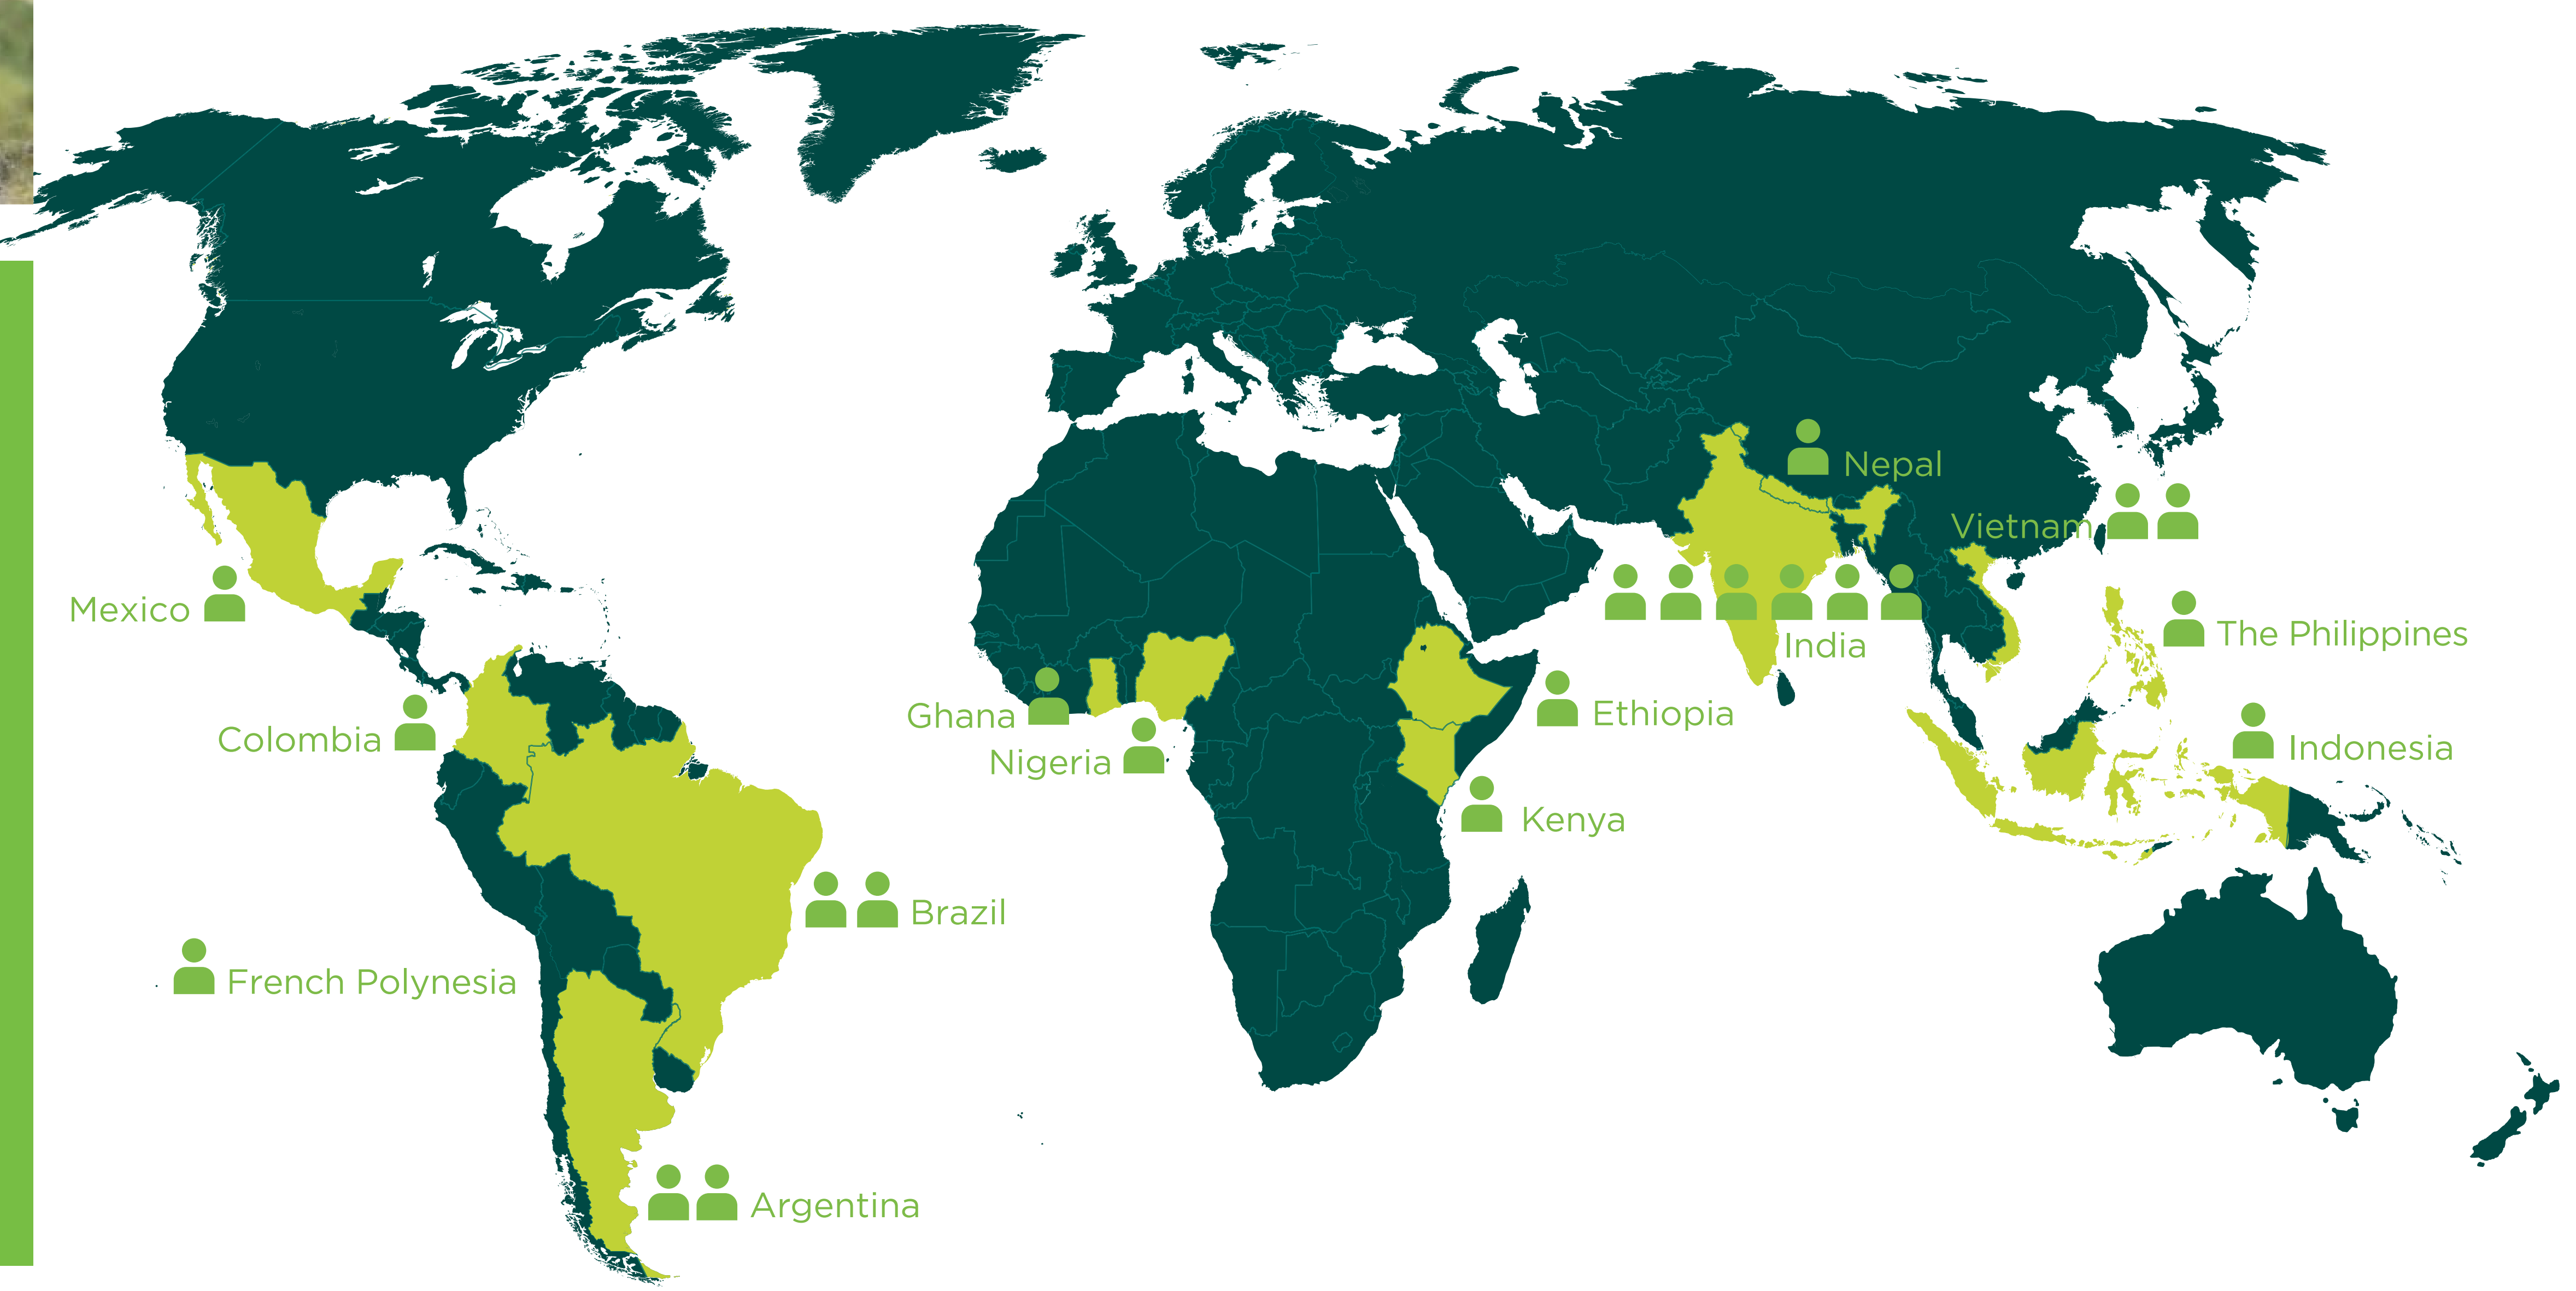 Nepal
Vietnam
Mexico
The Philippines
India
Ghana
Ethiopia
Colombia
Indonesia
Nigeria
Kenya
Brazil
French Polynesia
Argentina